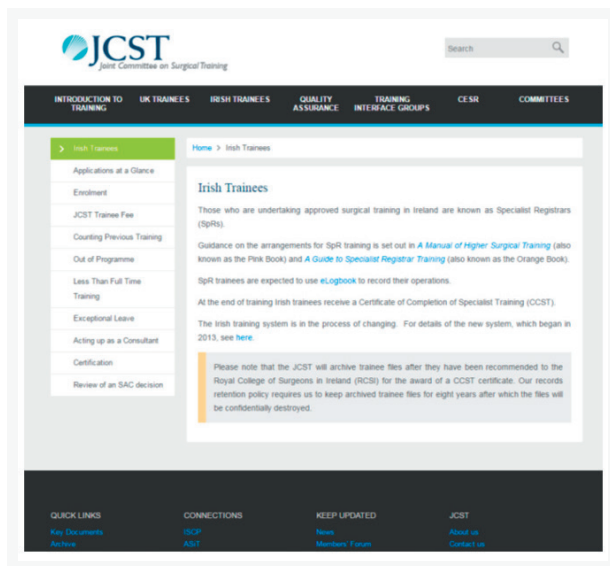 JCST
Joint Committee on Surgical Training
Search
INTRODUCTION TO
TRAINING
UK TRAINEES
IRISH TRAINEES
QUALITY
ASSURANCE
TRAINING
INTERFACE GROUPS
CESR
COMMITTEES
Irish Trainees
Applications at a Glance
Enrolment
JCST Trainee Fee
Counting Previous Training
Out of Programme
Less Than Full Time
Training
Exceptional Leave
Acting up as a Consultant
Certification
Review of an SAC decision
Home > Irish Trainees
Irish Trainees
Those who are undertaking approved surgical training in Ireland are known as Specialist Registrars
(SpRs).
Guidance on the arrangements for SpR training is set out in A Manual of Higher Surgical Training (also
known as the Pink Book) and A Guide to Specialist Registrar Training (also known as the Orange Book).
SpR trainees are expected to use eLogbook to record their operations.
At the end of training Irish trainees receive a Certificate of Completion of Specialist Training (CCST).
The Irish training system is in the process of changing. For details of the new system, which began in
2013, see here.
Please note that the JCST will archive trainee files after they have been recommended to the
Royal College of Surgeons in Ireland (RCSI) for the award of a CCST certificate. Our records
retention policy requires us to keep archived trainee files for eight years after which the files will
be confidentially destroyed.
QUICK LINKS
Key Documents
Archive
CONNECTIONS
ISCP
ASiT
KEEP UPDATED
News
Members' Forum
JCST
About us
Contact us